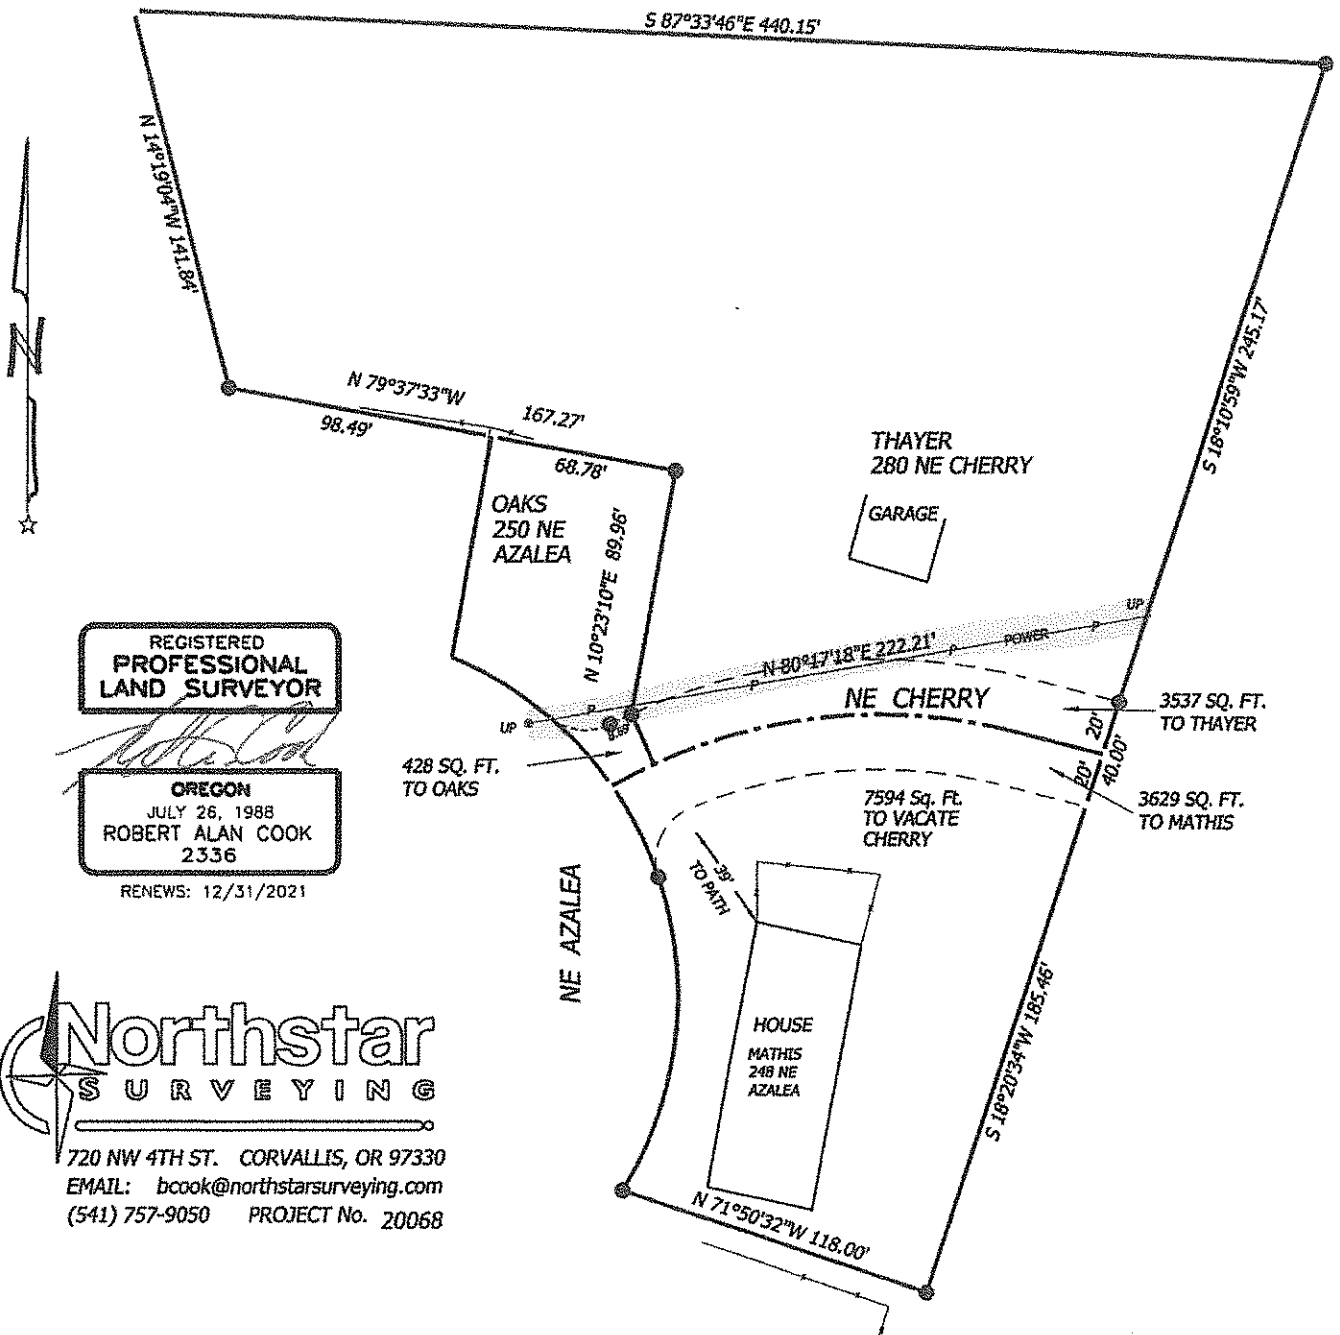 S 87°33'46"E 440.15'
N 14°19'04"W 141.84'
N
N 79°37'33"W
167.27'
98.49'
68.78'
S 18°10'59"W 245.17'
THAYER
280 NE CHERRY
GARAGE
OAKS
250 NE
AZALEA
N 10°23'10"E 89.96'
UP
POWER
P
P
P
P
N 80°17'18"E 222.21'
NE CHERRY
UP
20'
20'
40.00'
3537 SQ. FT.
TO THAYER
428 SQ. FT.
TO OAKS
7594 Sq. Ft.
TO VACATE
CHERRY
3629 SQ. FT.
TO MATHIS
39'
TO PATH
NE AZALEA
HOUSE
MATHIS
248 NE
AZALEA
S 18°20'34"W 185.46'
N 71°50'32"W 118.00'
REGISTERED
PROFESSIONAL
LAND SURVEYOR
OREGON
JULY 26, 1988
ROBERT ALAN COOK
2336
RENEWS: 12/31/2021
Northstar
SURVEYING
720 NW 4TH ST. CORVALLIS, OR 97330
EMAIL: bcook@northstarsurveying.com
(541) 757-9050 PROJECT No. 20068